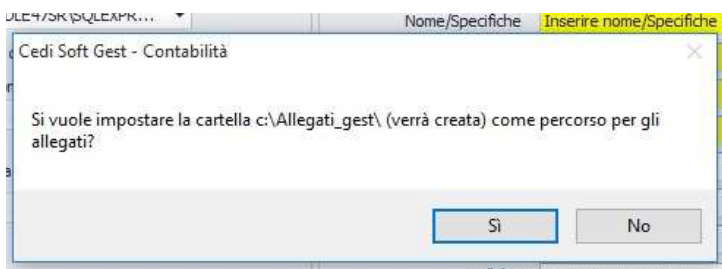 Nome/Specifiche Inserire nome/Specifiche
Cedi Soft Gest - Contabilità
Si vuole impostare la cartella c:\Allegati_gest\ (verrà creata) come percorso per gli
allegati?
Sì No